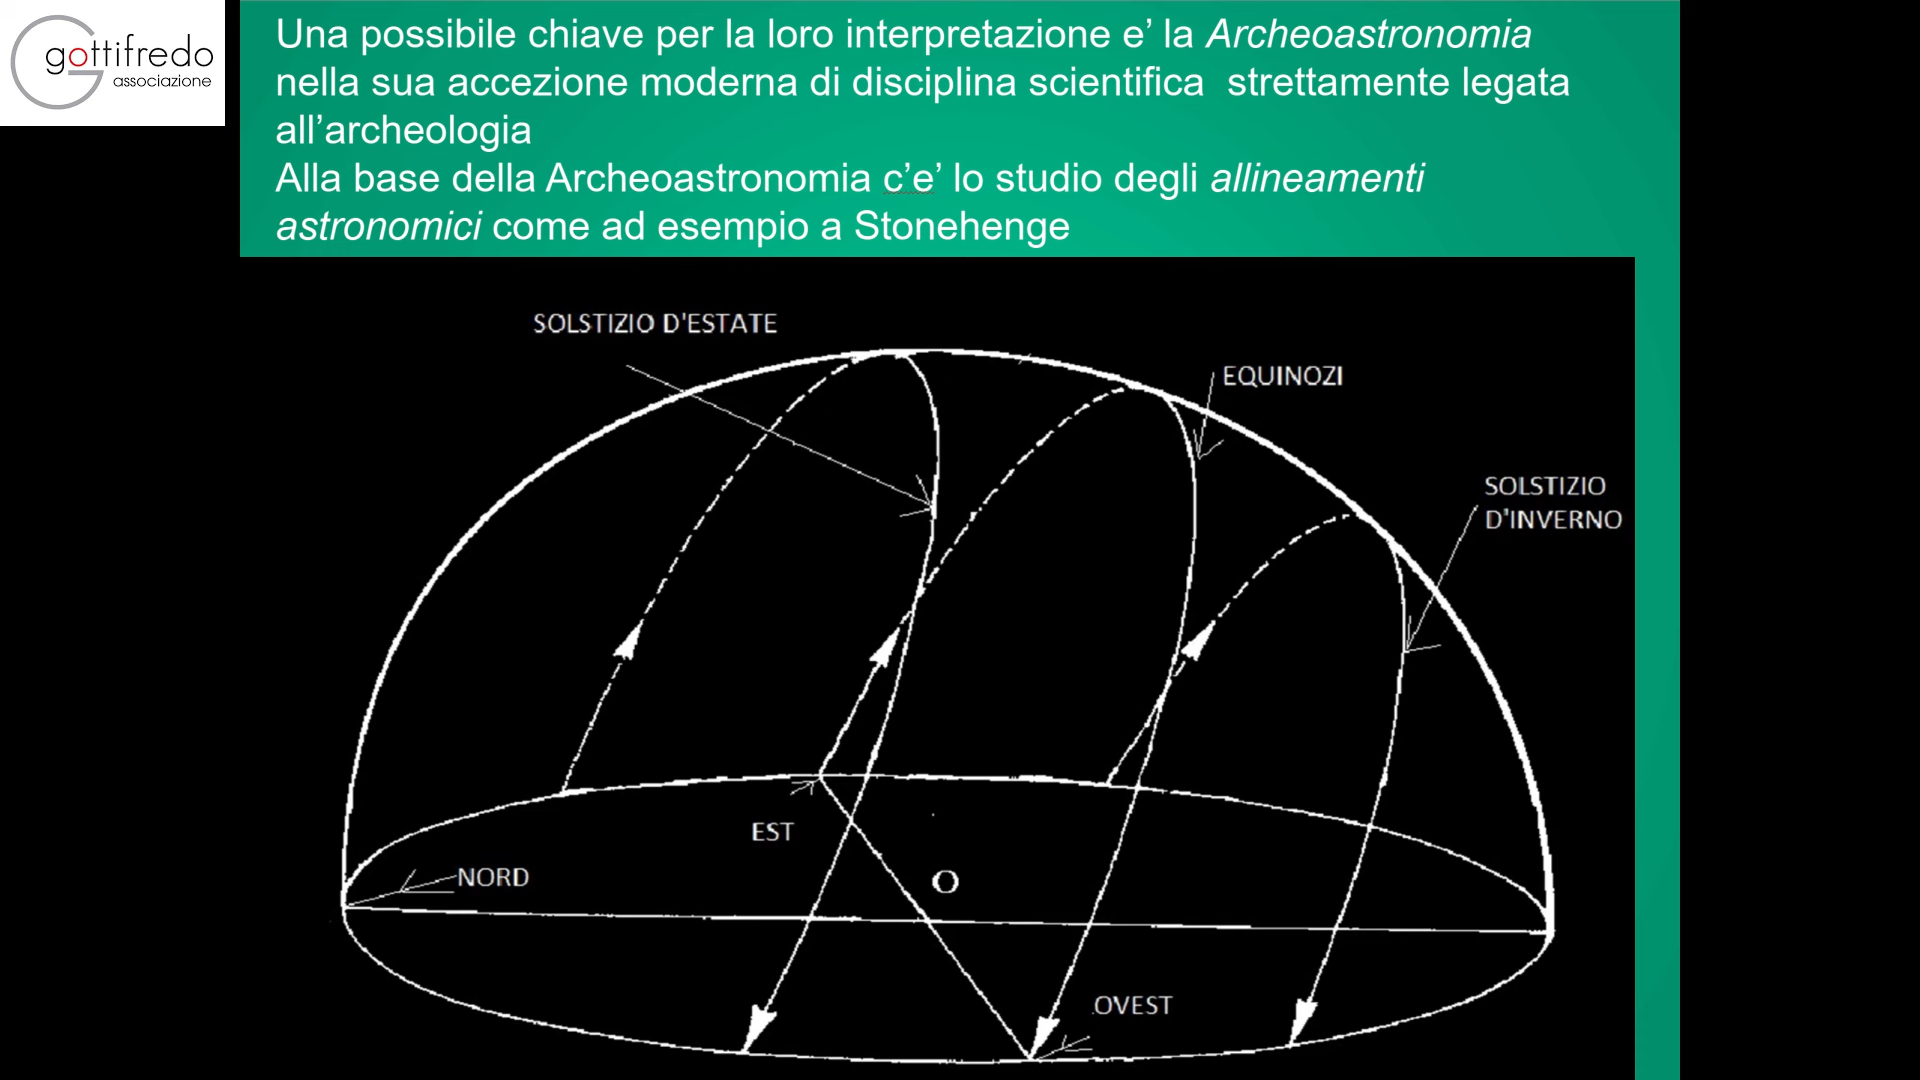 gottifredo
associazione
Una possibile chiave per la loro interpretazione e’ la Archeoastronomia
nella sua accezione moderna di disciplina scientifica  strettamente legata
all’archeologia
Alla base della Archeoastronomia c’e’ lo studio degli allineamenti
astronomici come ad esempio a Stonehenge
SOLSTIZIO D'ESTATE
EQUINOZI
SOLSTIZIO
D'INVERNO
EST
NORD
O
OVEST